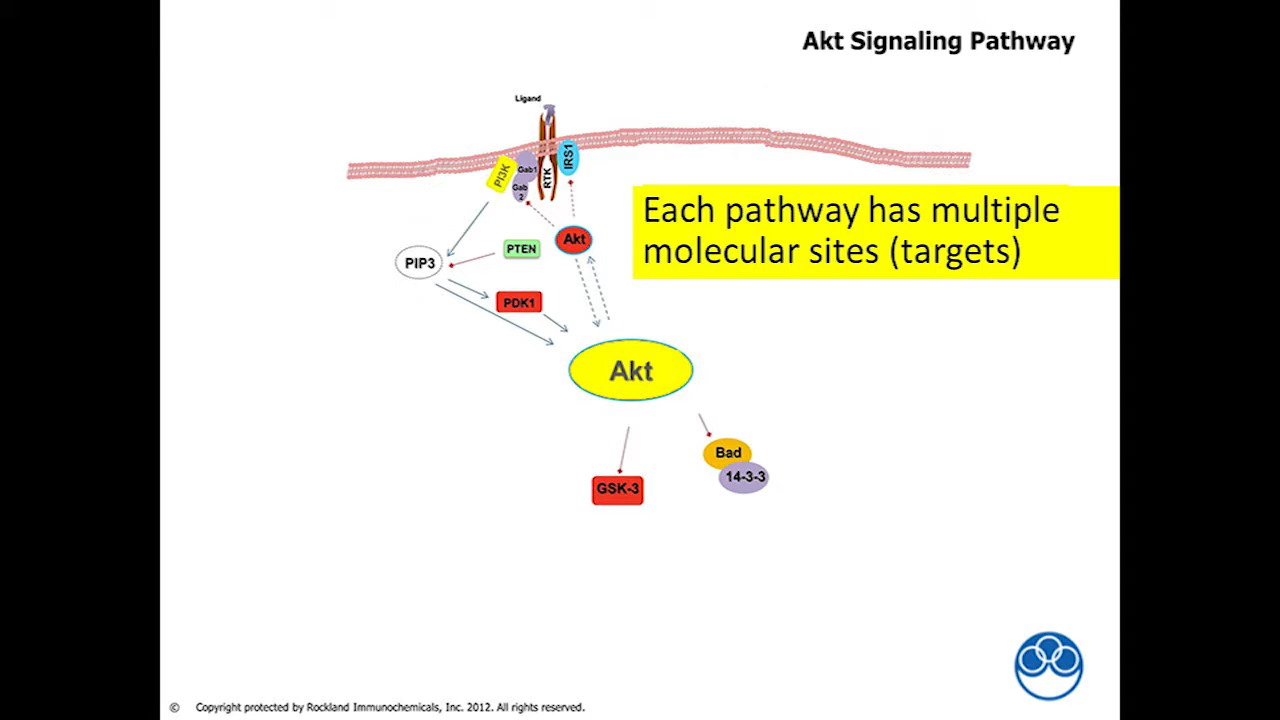 Akt Signaling Pathway
Ligand
PI3K
Gab1
Gab
2
RTK
IRS1
Each pathway has multiple
molecular sites (targets)
Akt
PTEN
PIP3
PDK1
Akt
Bad
14-3-3
GSK-3
© Copyright protected by Rockland Immunochemicals, Inc. 2012. All rights reserved.